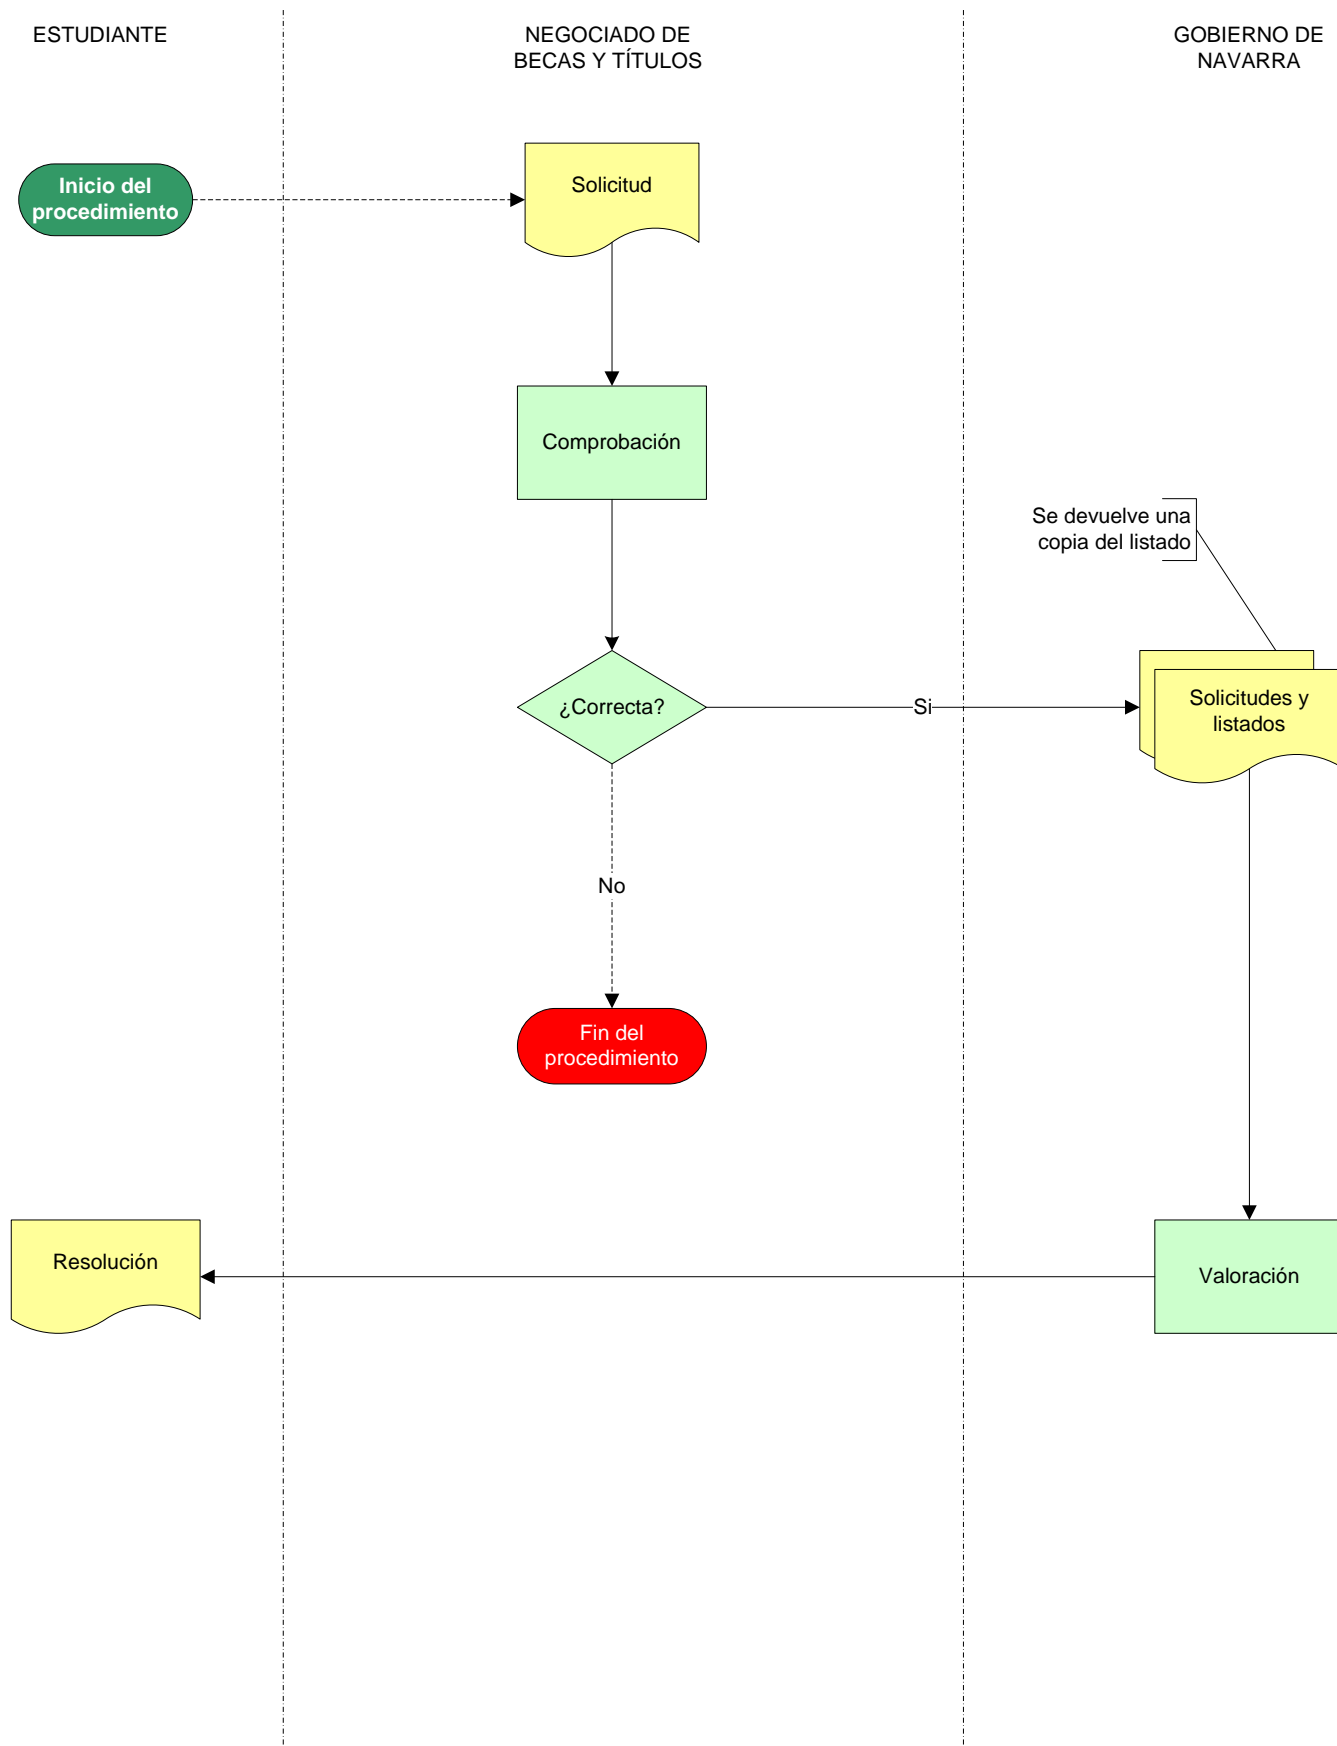 ESTUDIANTE
NEGOCIADO DE
BECAS Y TÍTULOS
GOBIERNO DE
NAVARRA
Inicio del
procedimiento
Solicitud
Comprobación
Se devuelve una
copia del listado
¿Correcta?
Si
Solicitudes y
listados
No
Fin del
procedimiento
Resolución
Valoración